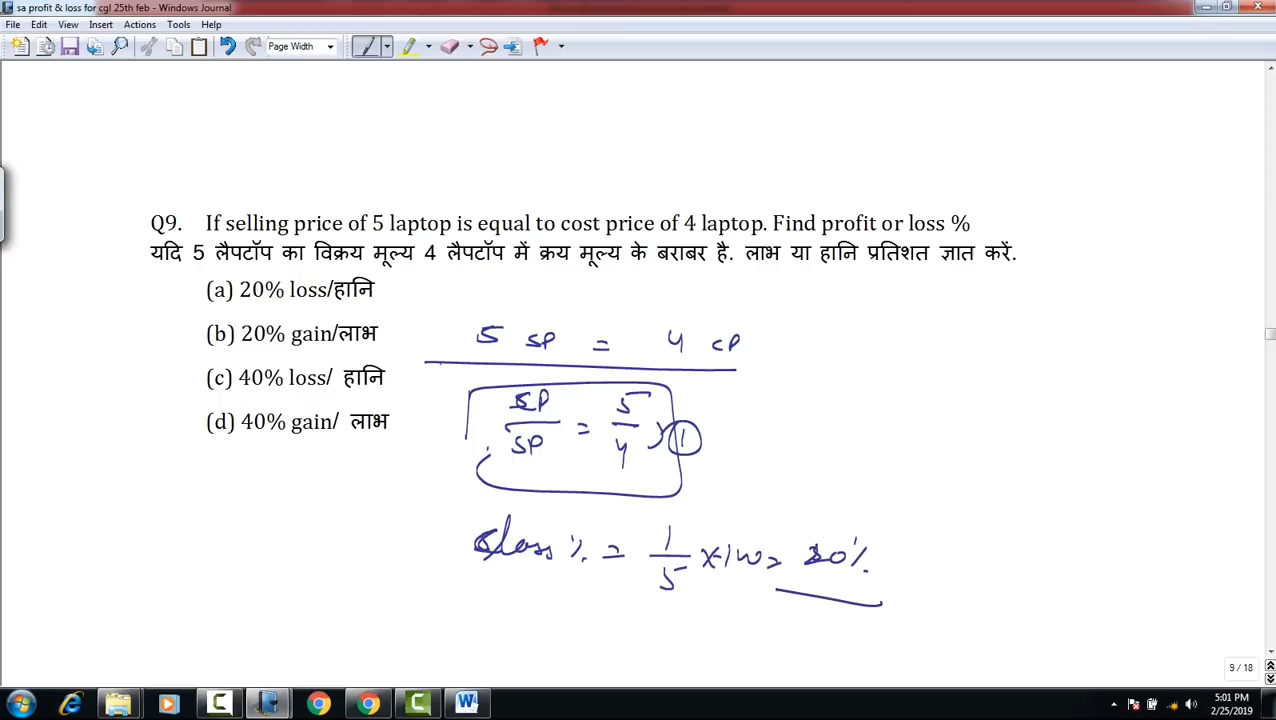 sa profit & loss for cgl 25th feb - Windows Journal
File Edit View Insert Actions Tools Help
Page Width
Q9. If selling price of 5 laptop is equal to cost price of 4 laptop. Find profit or loss %
यदि 5 लैपटॉप का विक्रय मूल्य 4 लैपटॉप में क्रय मूल्य के बराबर है. लाभ या हानि प्रतिशत ज्ञात करें.
(a) 20% loss/हानि
(b) 20% gain/लाभ
(c) 40% loss/ हानि
(d) 40% gain/ लाभ
5 SP = 4 CP
CP/SP = 5/4 ) 1
loss % = 1/5 × 100 = 20%
9 / 18
5:01 PM
2/25/2019